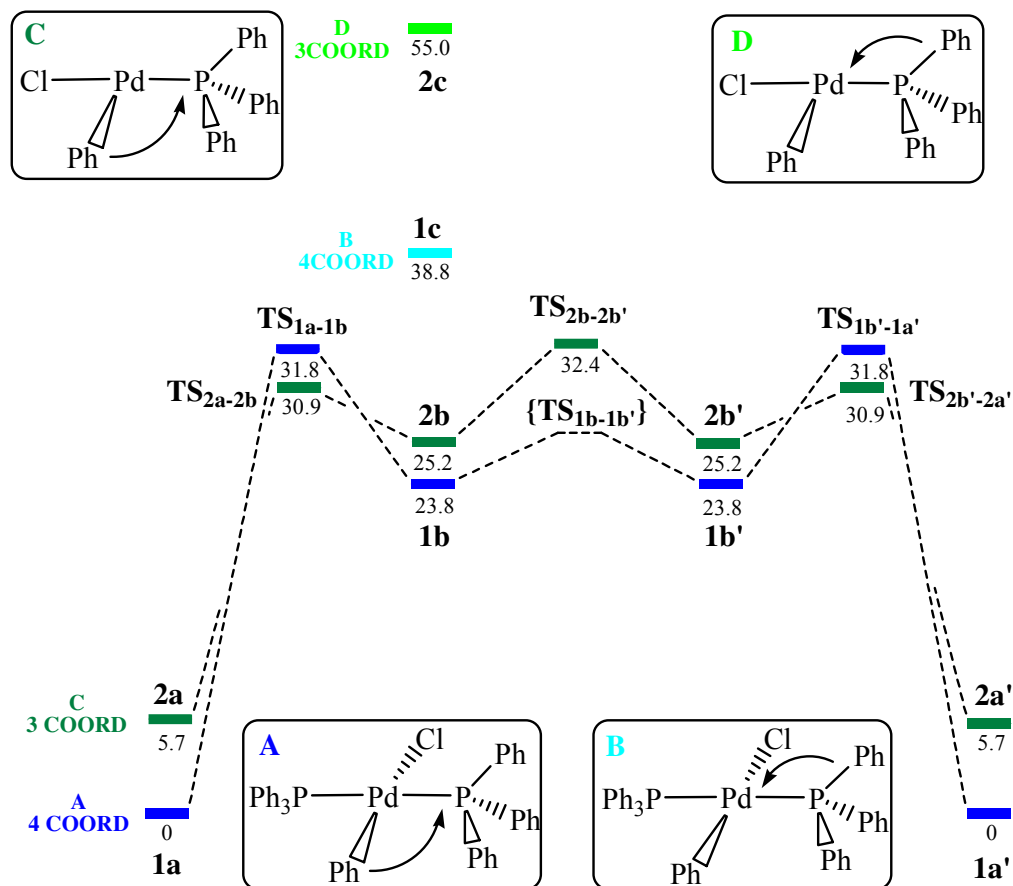 C
Ph
Cl Pd P
Ph
Ph
Ph
D
3COORD
55.0
2c
D
Ph
Cl Pd P
Ph
Ph
Ph
B
4COORD
1c
38.8
TS1a-1b
31.8
TS2a-2b
30.9
TS2b-2b'
32.4
TS1b'-1a'
31.8
TS2b'-2a'
30.9
2b
25.2
{TS1b-1b'}
2b'
25.2
23.8
1b
23.8
1b'
C
3 COORD
2a
5.7
2a'
5.7
A
4 COORD
0
1a
A
Cl
Ph
Ph3P Pd P
Ph
Ph
Ph
B
Cl
Ph
Ph3P Pd P
Ph
Ph
Ph
0
1a'